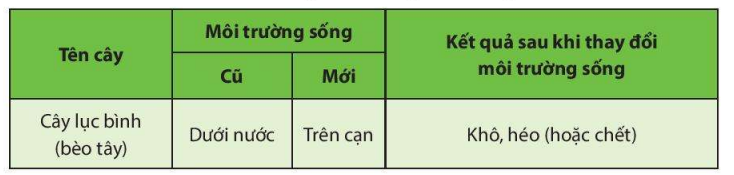 Tên cây
Môi trường sống
Cũ
Mới
Kết quả sau khi thay đổi
môi trường sống
Cây lục bình
(bèo tây)
Dưới nước
Trên cạn
Khô, héo (hoặc chết)